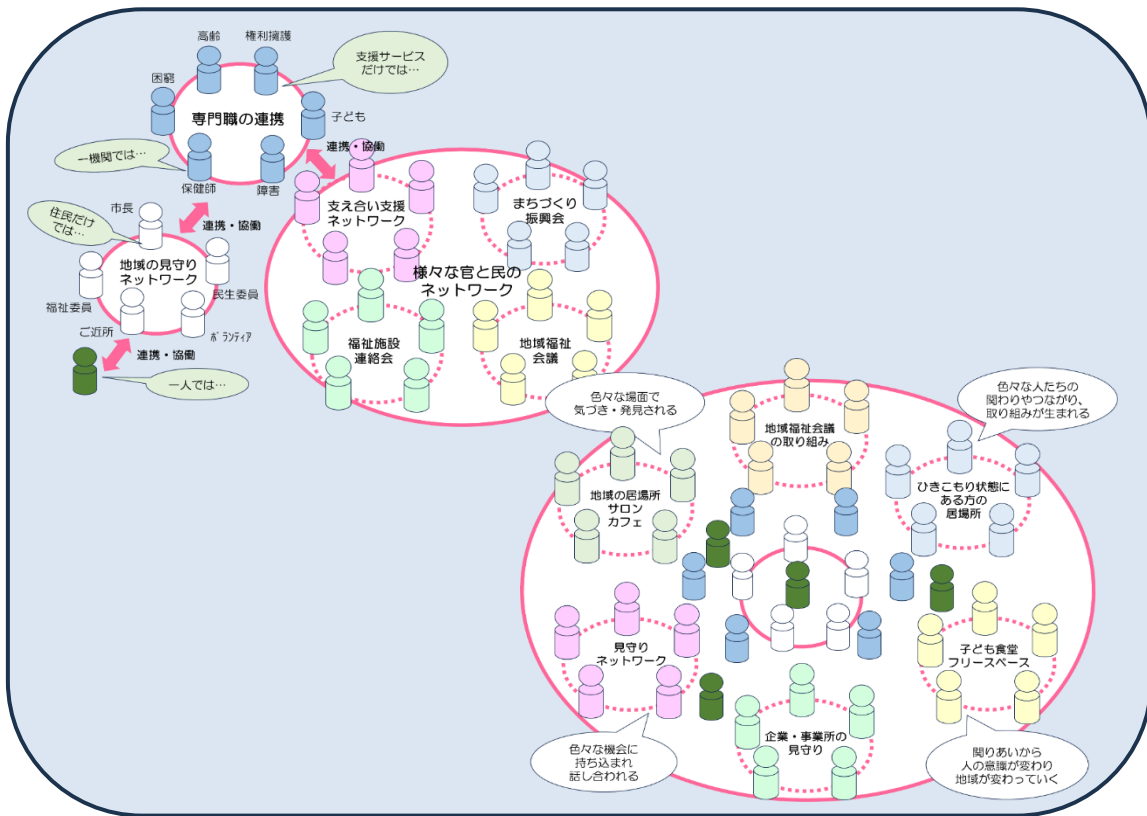 高齢
権利擁護
支援サービス
だけでは…
困窮
専門職の連携
子ども
一機関では…
保健師
障害
連携・協働
市長
住民だけ
では…
連携・協働
地域の見守り
ネットワーク
福祉委員
民生委員
ご近所
ﾎﾞﾗﾝﾃｨｱ
連携・協働
一人では…
支え合い支援
ネットワーク
まちづくり
振興会
様々な官と民の
ネットワーク
福祉施設
連絡会
地域福祉
会議
色々な場面で
気づき・発見される
色々な人たちの
関わりやつながり、
取り組みが生まれる
地域福祉会議
の取り組み
地域の居場所
サロン
カフェ
ひきこもり状態に
ある方の
居場所
見守り
ネットワーク
子ども食堂
フリースペース
企業・事業所の
見守り
色々な機会に
持ち込まれ
話し合われる
関りあいから
人の意識が変わり
地域が変わっていく